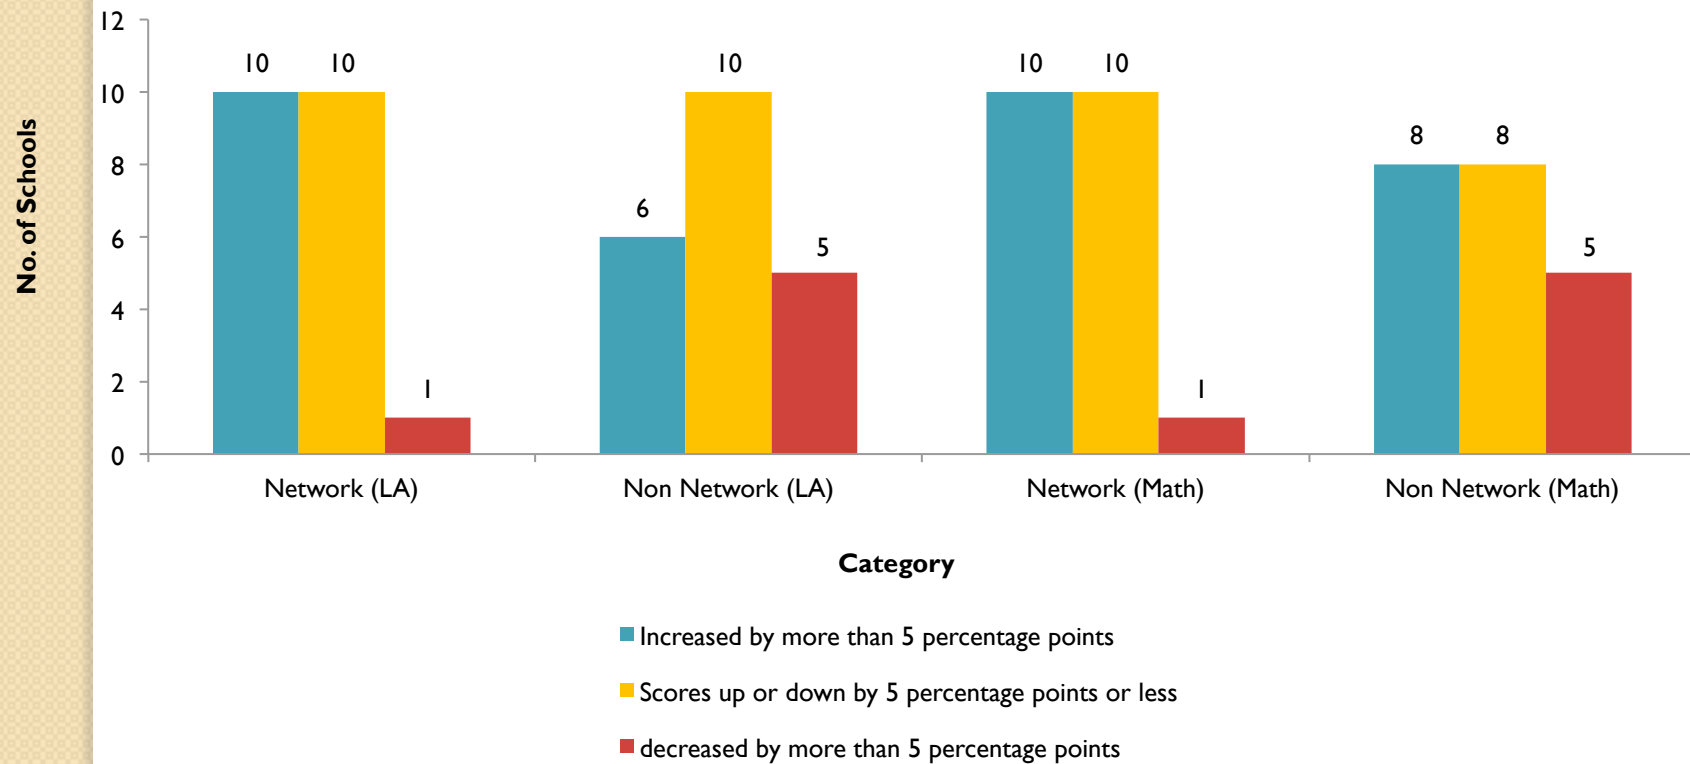 12
10
8
6
4
2
0
No. of Schools
10 10 1
6 10 5
10 10 1
8 8 5
Network (LA)
Non Network (LA)
Network (Math)
Non Network (Math)
Category
Increased by more than 5 percentage points
Scores up or down by 5 percentage points or less
decreased by more than 5 percentage points